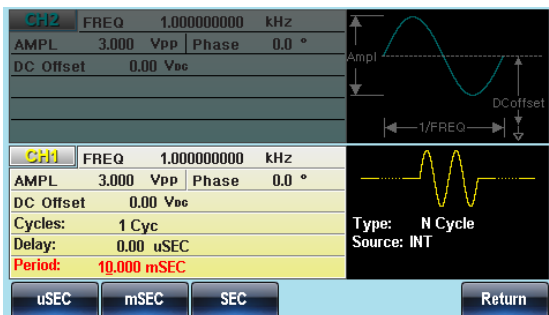 CH2 FREQ 1.000000000 kHz
AMPL 3.000 Vpp Phase 0.0 °
DC Offset 0.00 VDC
Ampl
DCoffset
1/FREQ
CH1 FREQ 1.000000000 kHz
AMPL 3.000 Vpp Phase 0.0 °
DC Offset 0.00 VDC
Cycles: 1 Cyc
Delay: 0.00 uSEC
Period: 10.000 mSEC
Type: N Cycle
Source: INT
uSEC mSEC SEC Return